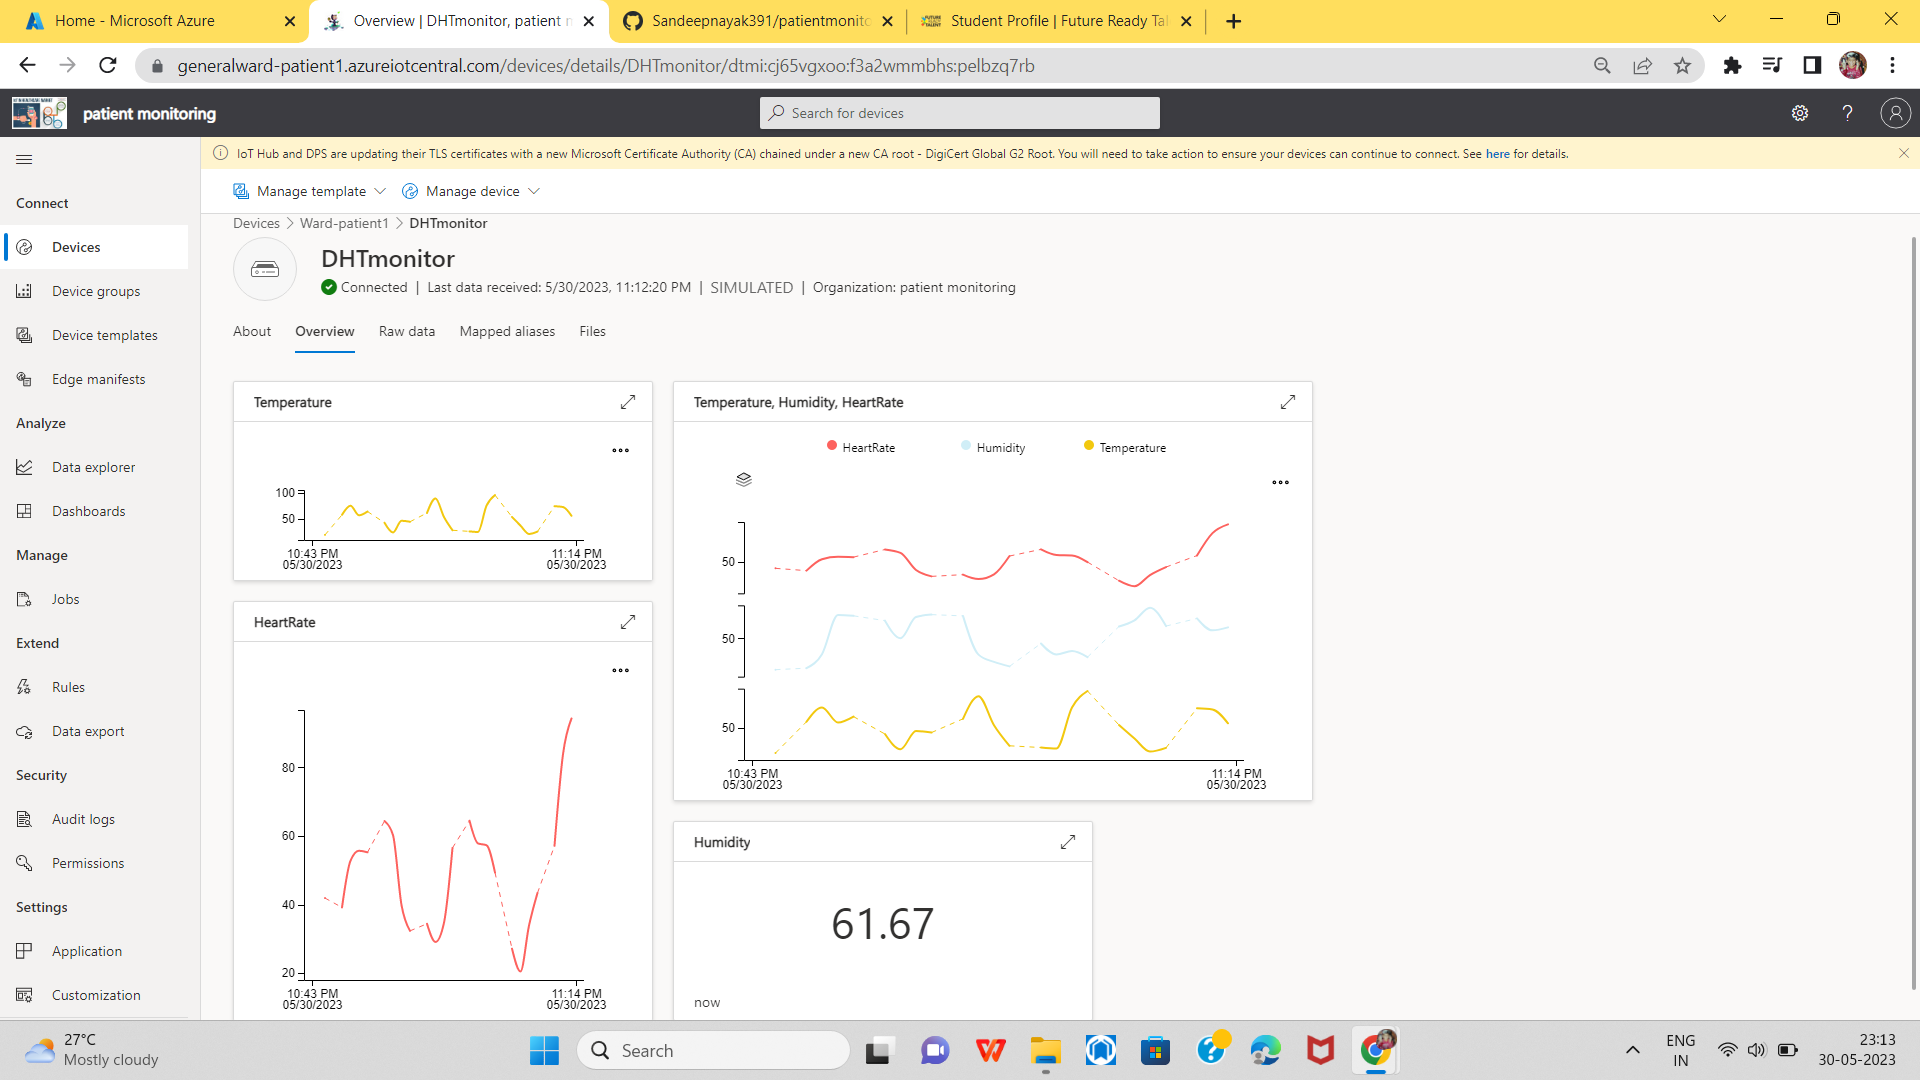 Home - Microsoft Azure
Overview | DHTmonitor, patient m
Sandeepnayak391/patientmonito
Student Profile | Future Ready Tal
generalward-patient1.azureiotcentral.com/devices/details/DHTmonitor/dtmi:cj65vgxoo:f3a2wmmbhs:pelbzq7rb
patient monitoring
Search for devices
IoT Hub and DPS are updating their TLS certificates with a new Microsoft Certificate Authority (CA) chained under a new CA root - DigiCert Global G2 Root. You will need to take action to ensure your devices can continue to connect. See here for details.
Manage template
Manage device
Connect
Devices
Device groups
Device templates
Edge manifests
Analyze
Data explorer
Dashboards
Manage
Jobs
Extend
Rules
Data export
Security
Audit logs
Permissions
Settings
Application
Customization
Devices > Ward-patient1 > DHTmonitor
DHTmonitor
Connected | Last data received: 5/30/2023, 11:12:20 PM | SIMULATED | Organization: patient monitoring
About
Overview
Raw data
Mapped aliases
Files
Temperature
100
50
10:43 PM
05/30/2023
11:14 PM
05/30/2023
Temperature, Humidity, HeartRate
HeartRate
Humidity
Temperature
50
50
50
10:43 PM
05/30/2023
11:14 PM
05/30/2023
HeartRate
80
60
40
20
10:43 PM
05/30/2023
11:14 PM
05/30/2023
Humidity
61.67
now
27°C
Mostly cloudy
Search
ENG
IN
23:13
30-05-2023